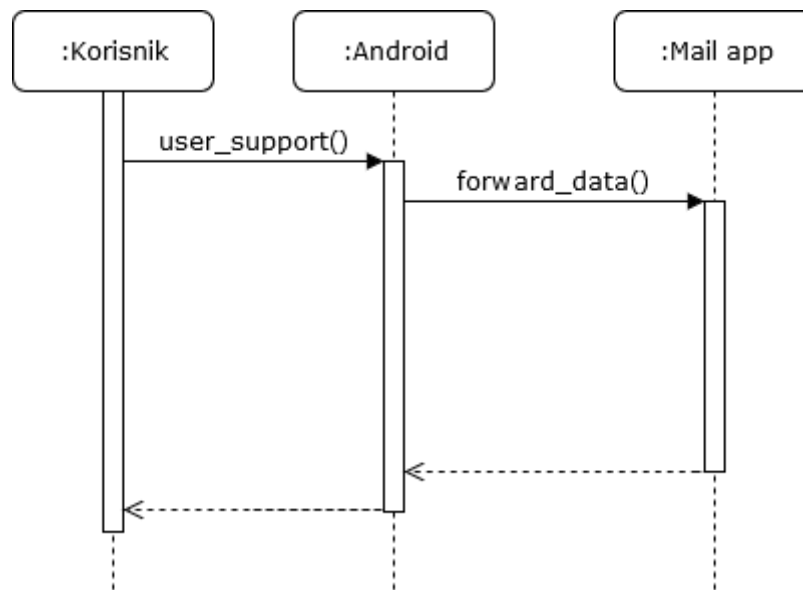 :Korisnik
:Android
:Mail app
user_support()
forward_data()